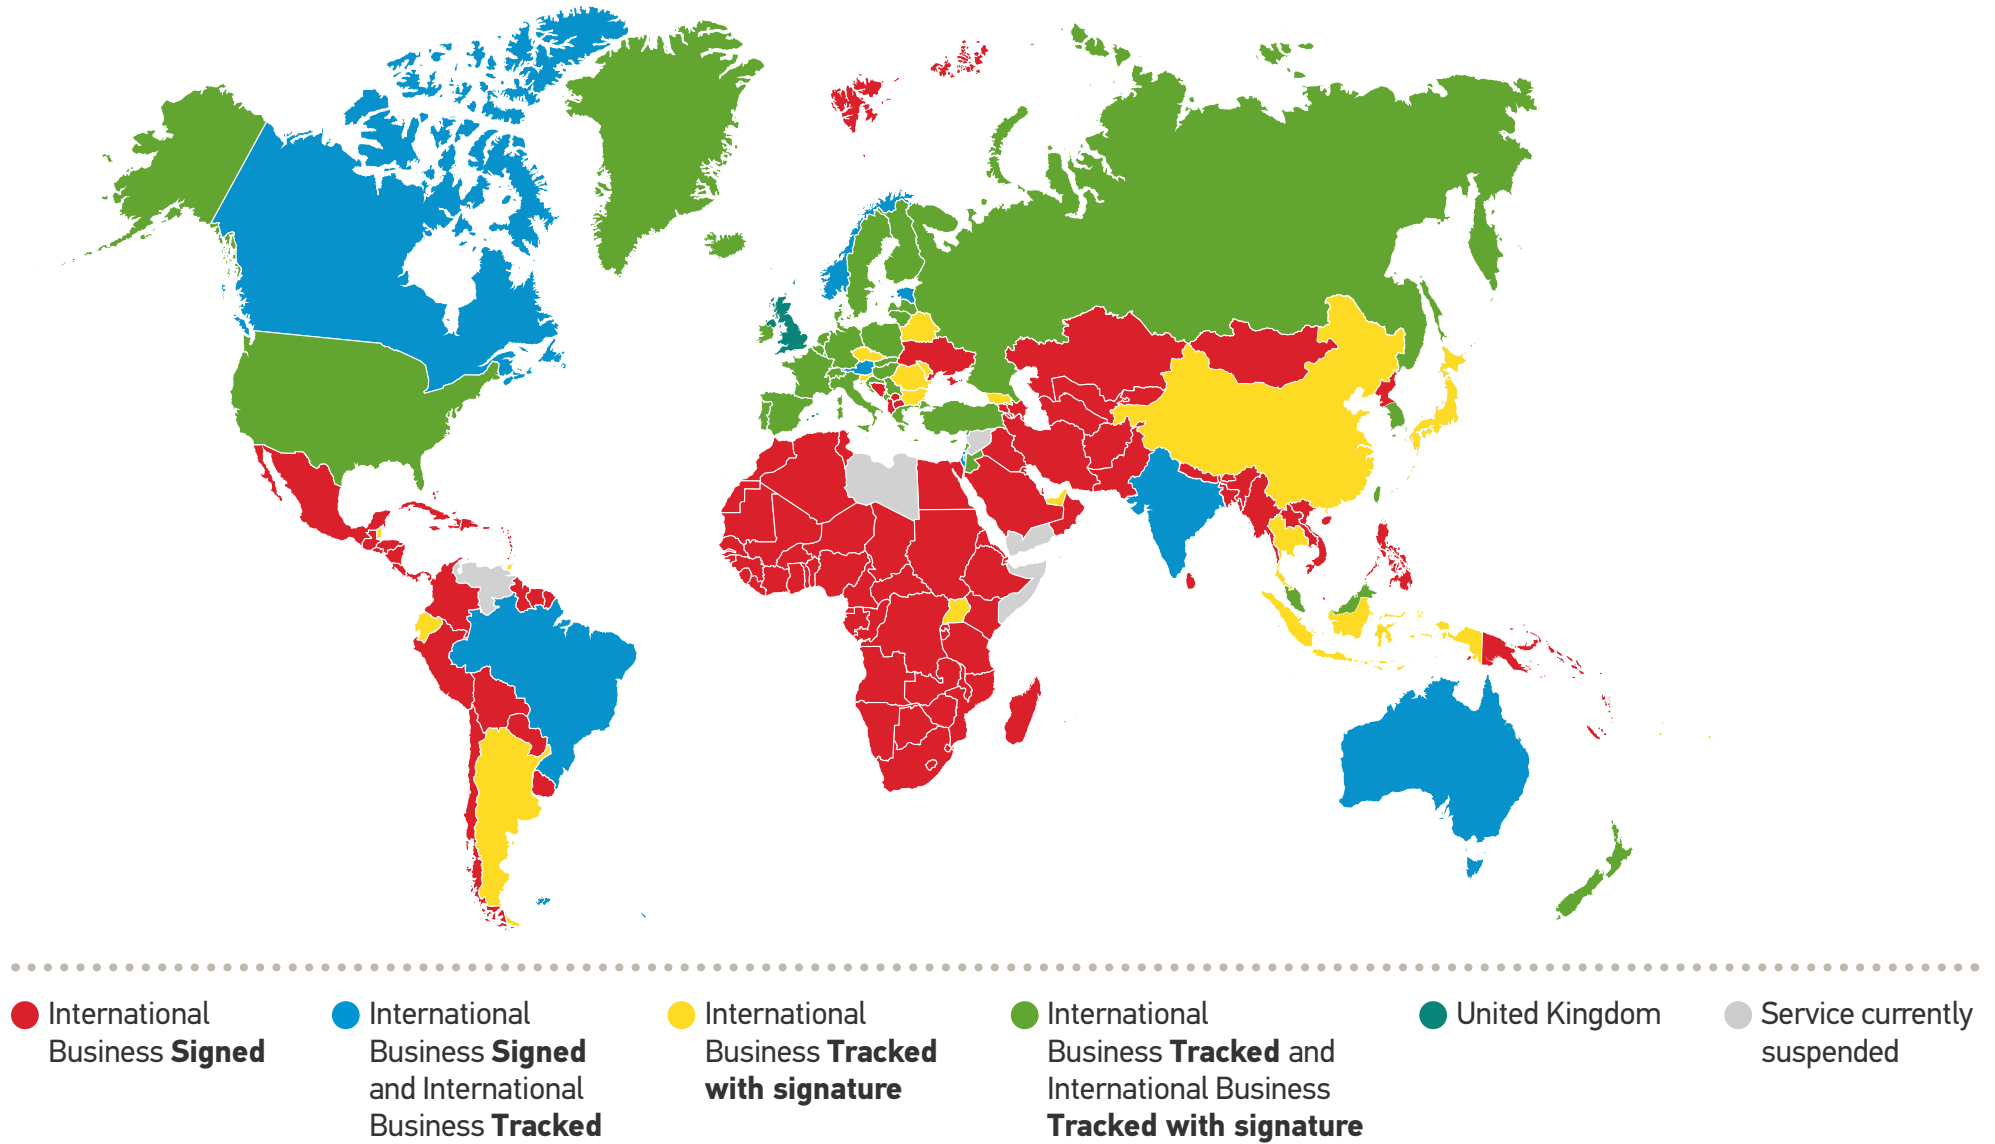 International
Business Signed
International
Business Signed
and International
Business Tracked
International
Business Tracked
with signature
International
Business Tracked and
International Business
Tracked with signature
United Kingdom
Service currently
suspended